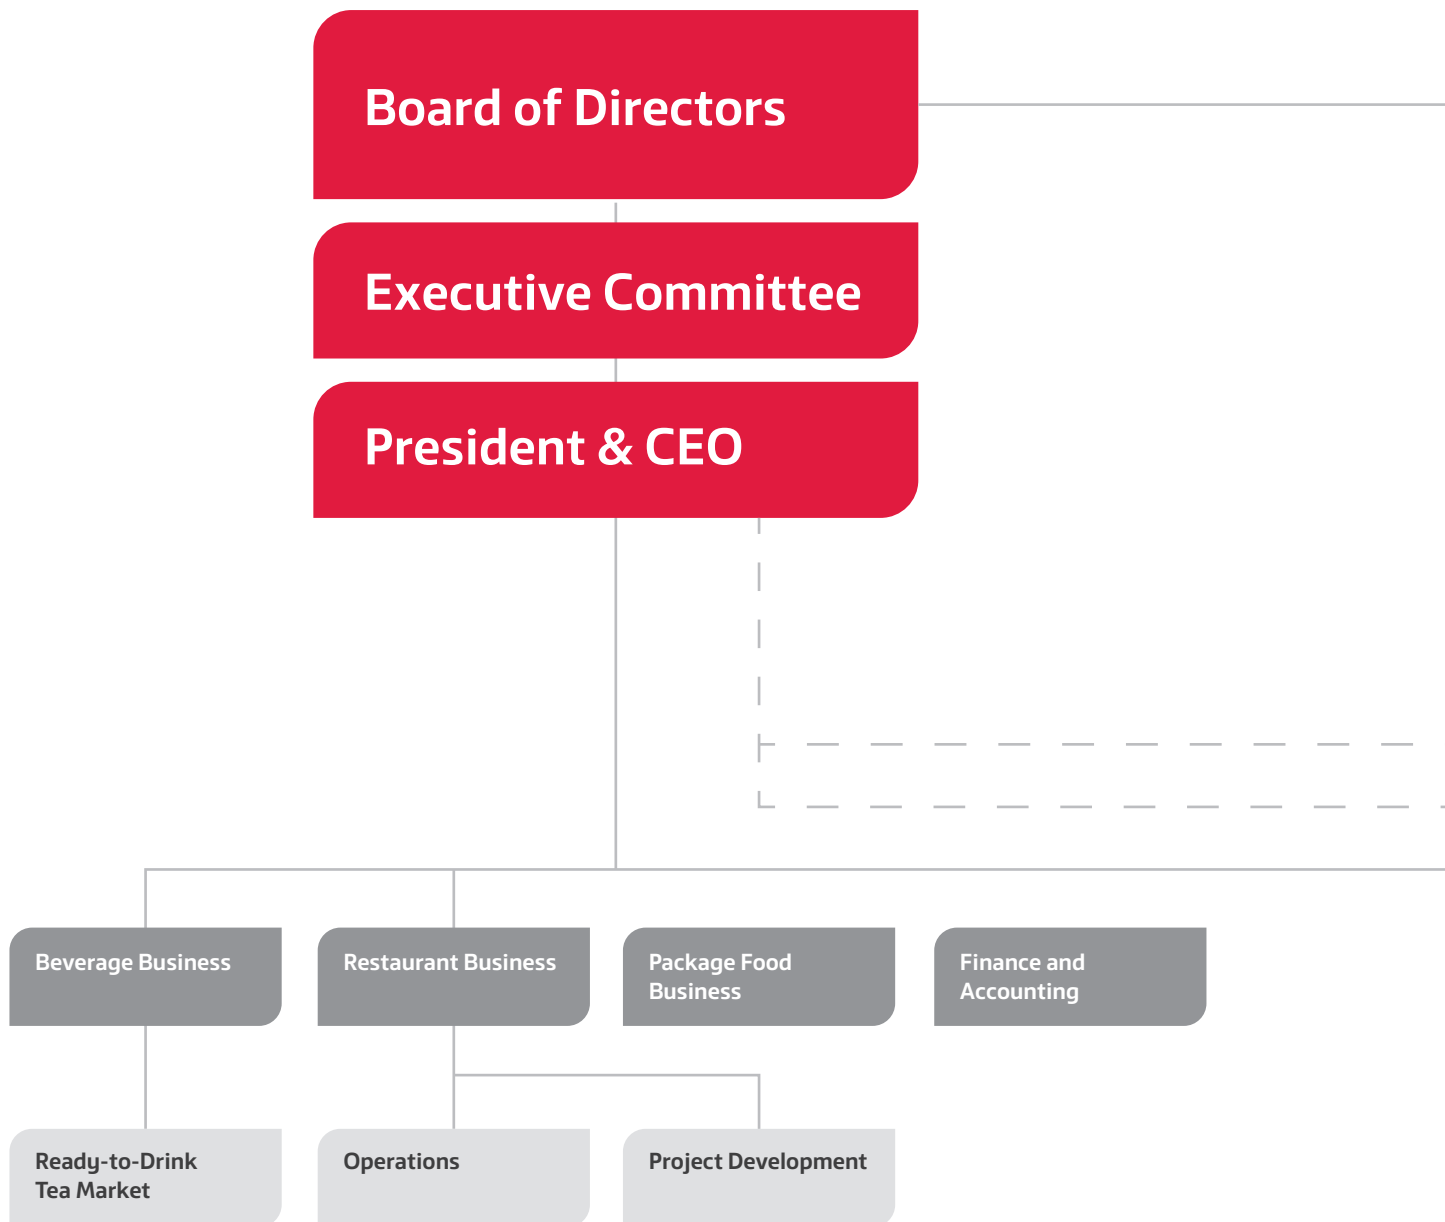 Board of Directors
Executive Committee
President & CEO
Beverage Business
Restaurant Business
Package Food
Business
Finance and
Accounting
Ready-to-Drink
Tea Market
Operations
Project Development